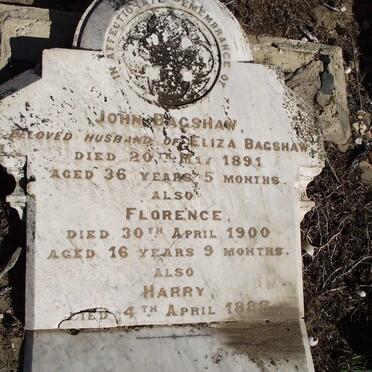 IN AFFECTIONATE REMEMBRANCE OF
JOHN BAGSHAW
BELOVED HUSBAND OF ELIZA BAGSHAW
DIED 20TH MAY 1891
AGED 36 YEARS 5 MONTHS.
ALSO
FLORENCE,
DIED 30TH APRIL 1900
AGED 16 YEARS 9 MONTHS.
ALSO
HARRY,
DIED 4TH APRIL